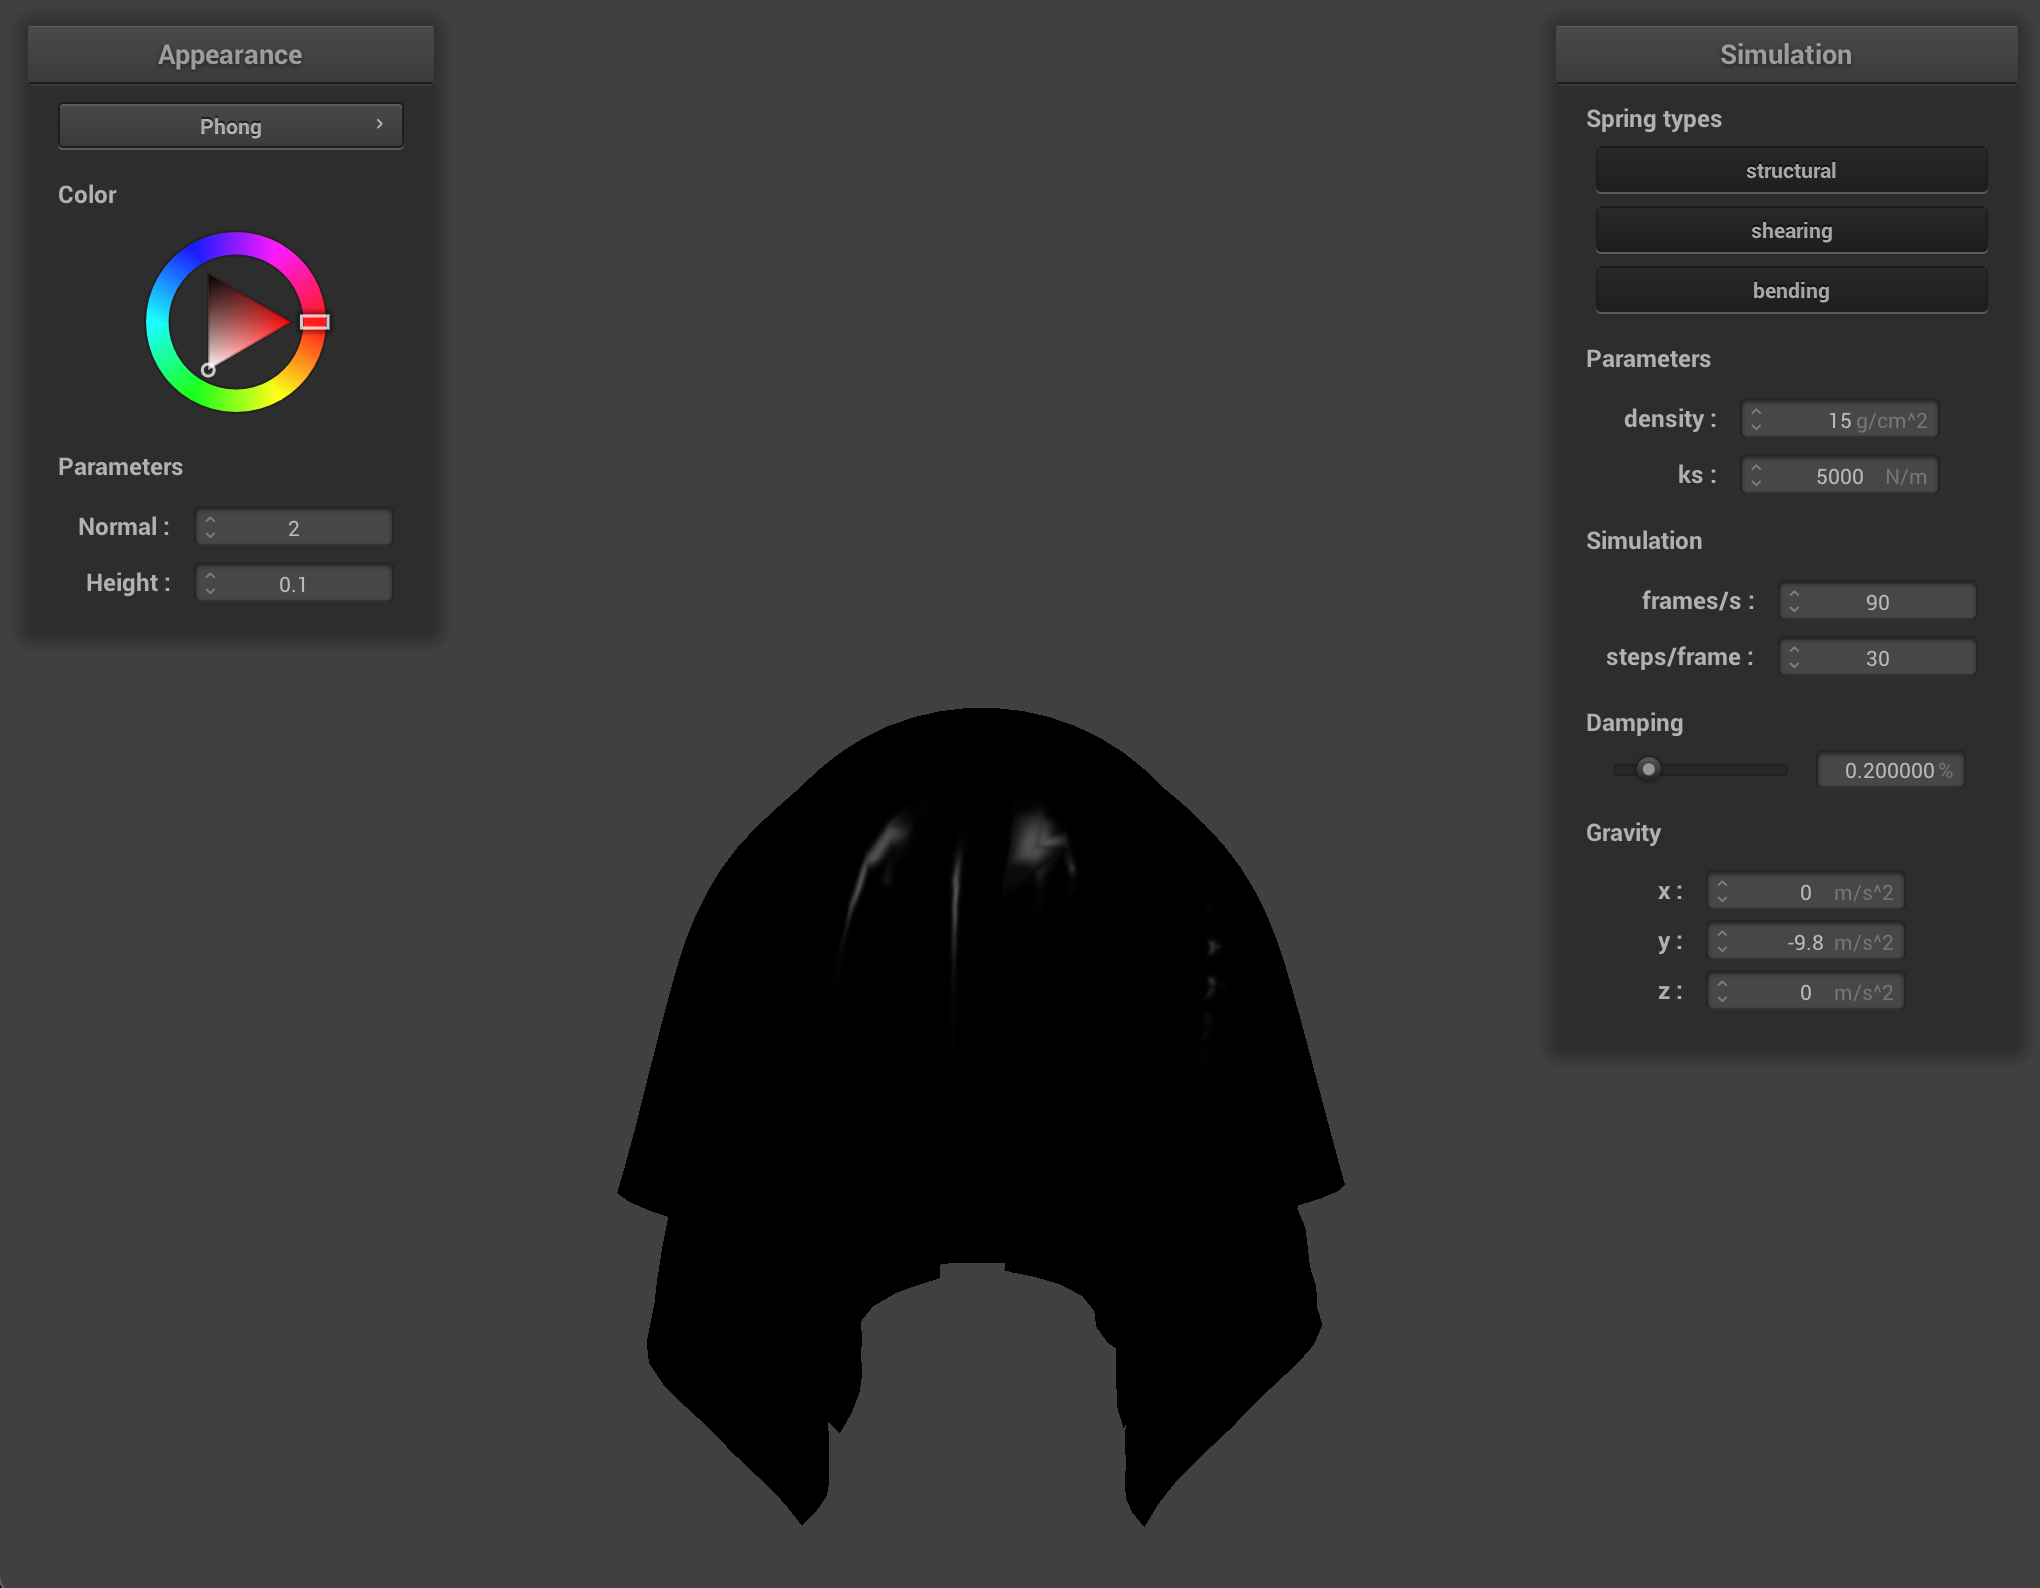 Appearance
Phong
Color
Parameters
Normal : 2
Height : 0.1
Simulation
Spring types
structural
shearing
bending
Parameters
density : 15 g/cm^2
ks : 5000 N/m
Simulation
frames/s : 90
steps/frame : 30
Damping
0.200000 %
Gravity
x : 0 m/s^2
y : -9.8 m/s^2
z : 0 m/s^2